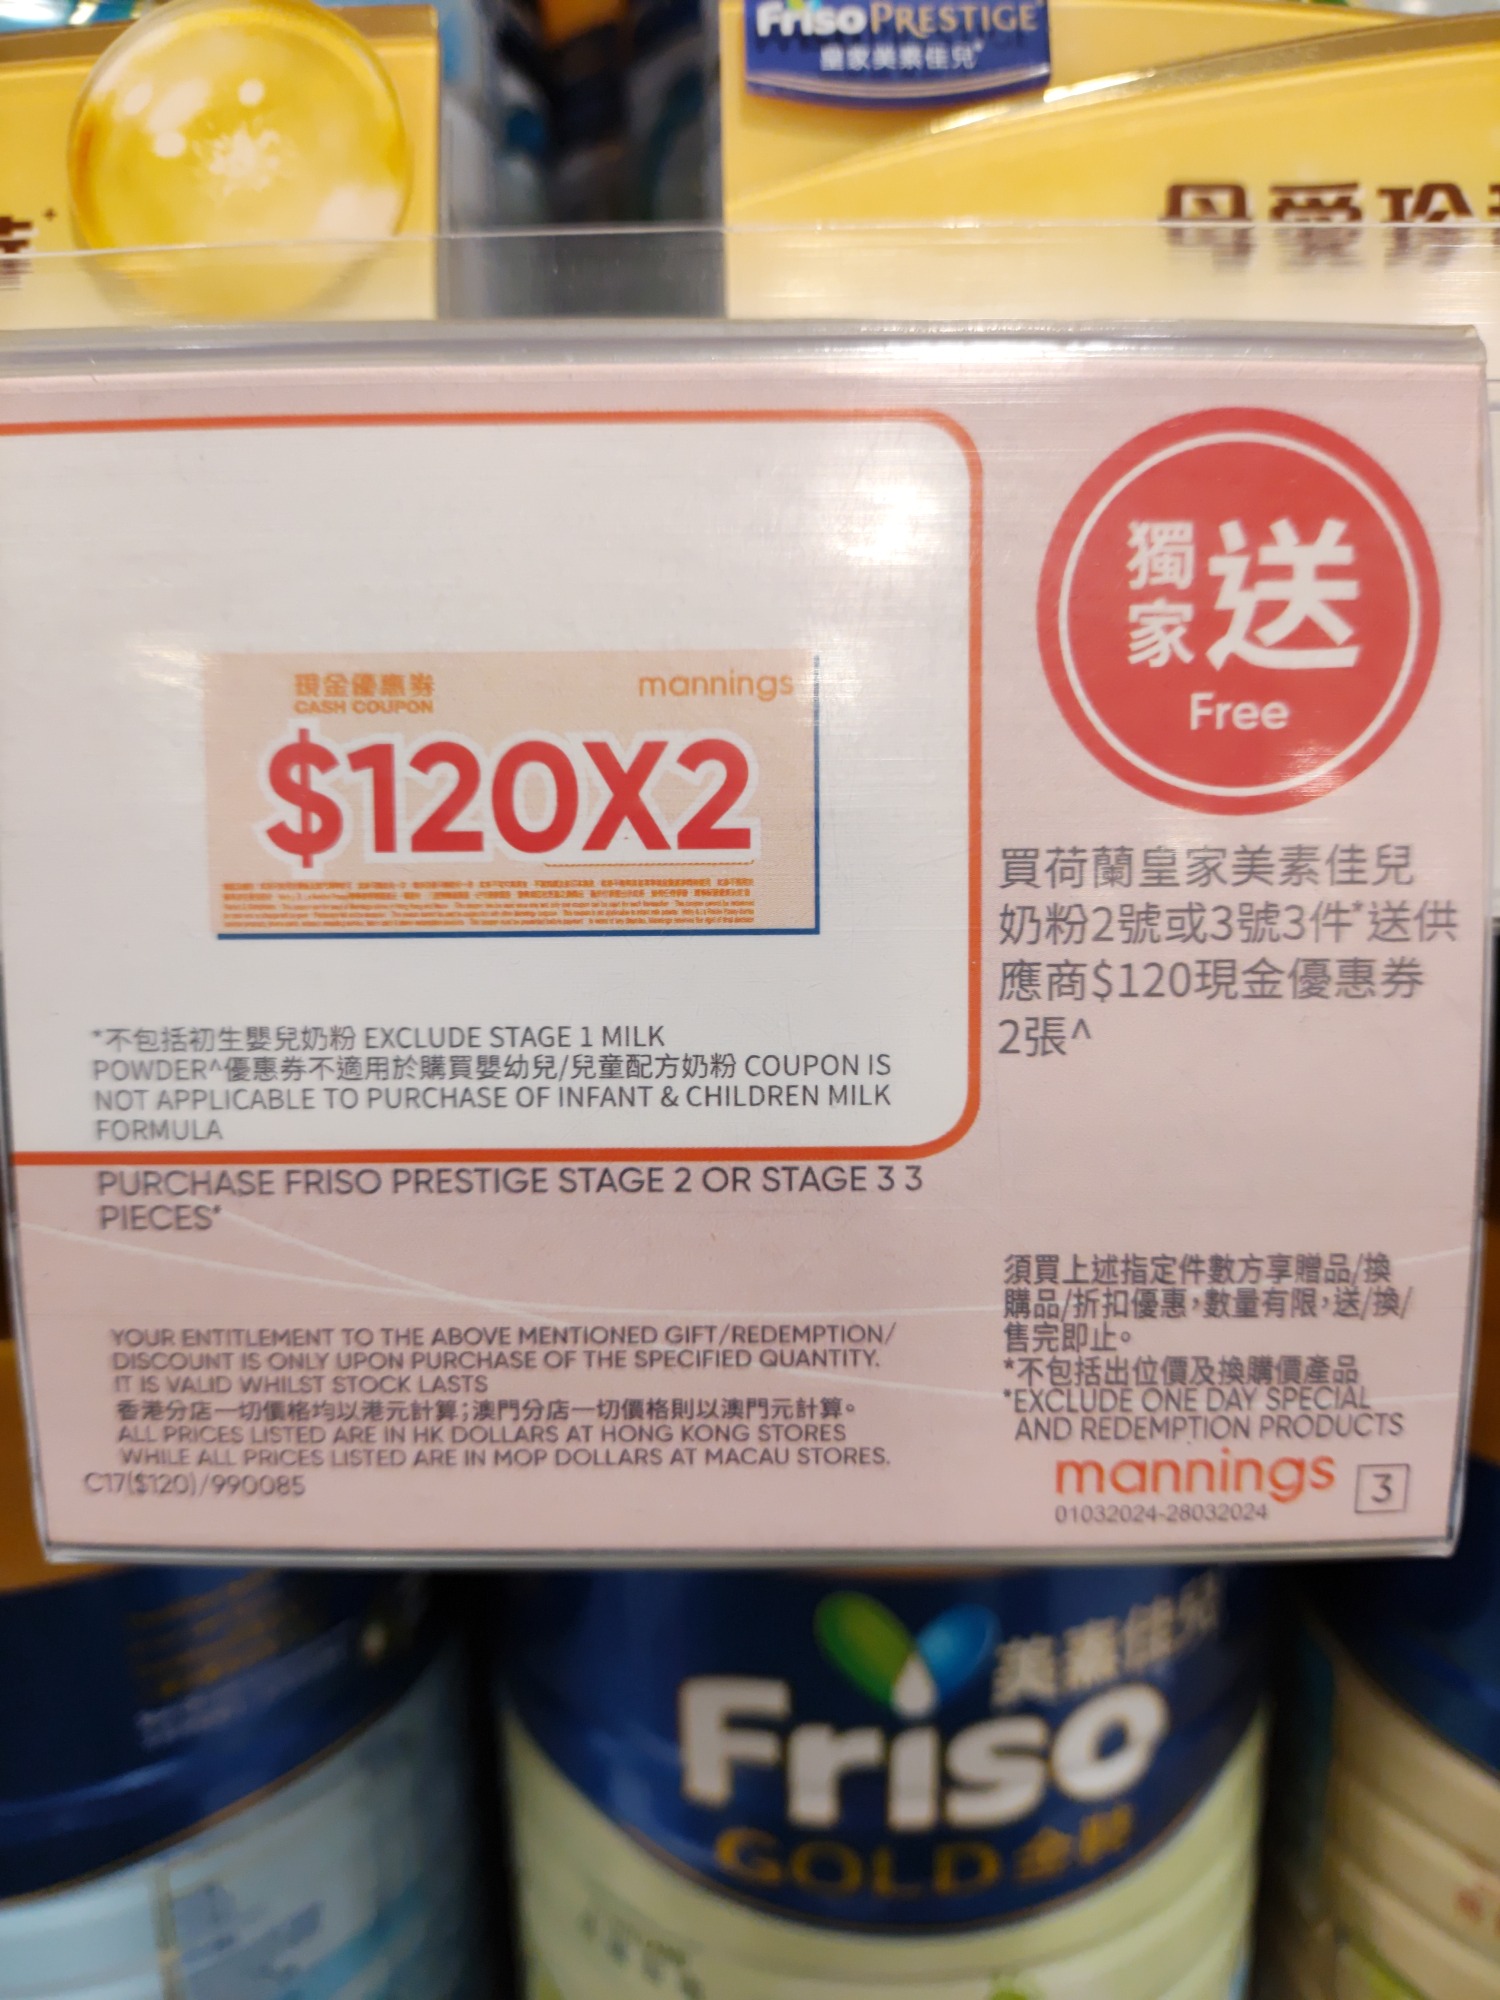 Friso PRESTIGE
皇家美素佳兒
母愛珍
獨家送
Free
現金優惠券
CASH COUPON
mannings
$120X2
買荷蘭皇家美素佳兒
奶粉2號或3號3件*送供
應商$120現金優惠券
2張^
*不包括初生嬰兒奶粉 EXCLUDE STAGE 1 MILK
POWDER^優惠券不適用於購買嬰幼兒/兒童配方奶粉 COUPON IS
NOT APPLICABLE TO PURCHASE OF INFANT & CHILDREN MILK
FORMULA
PURCHASE FRISO PRESTIGE STAGE 2 OR STAGE 3 3
PIECES*
須買上述指定件數方享贈品/換
購品/折扣優惠,數量有限,送/換/
售完即止。
*不包括出位價及換購價產品
*EXCLUDE ONE DAY SPECIAL
AND REDEMPTION PRODUCTS
YOUR ENTITLEMENT TO THE ABOVE MENTIONED GIFT/REDEMPTION/
DISCOUNT IS ONLY UPON PURCHASE OF THE SPECIFIED QUANTITY.
IT IS VALID WHILST STOCK LASTS
香港分店一切價格均以港元計算;澳門分店一切價格則以澳門元計算。
ALL PRICES LISTED ARE IN HK DOLLARS AT HONG KONG STORES
WHILE ALL PRICES LISTED ARE IN MOP DOLLARS AT MACAU STORES.
C17($120)/990085
mannings 3
01032024-28032024
美素佳兒
Friso
GOLD 金裝